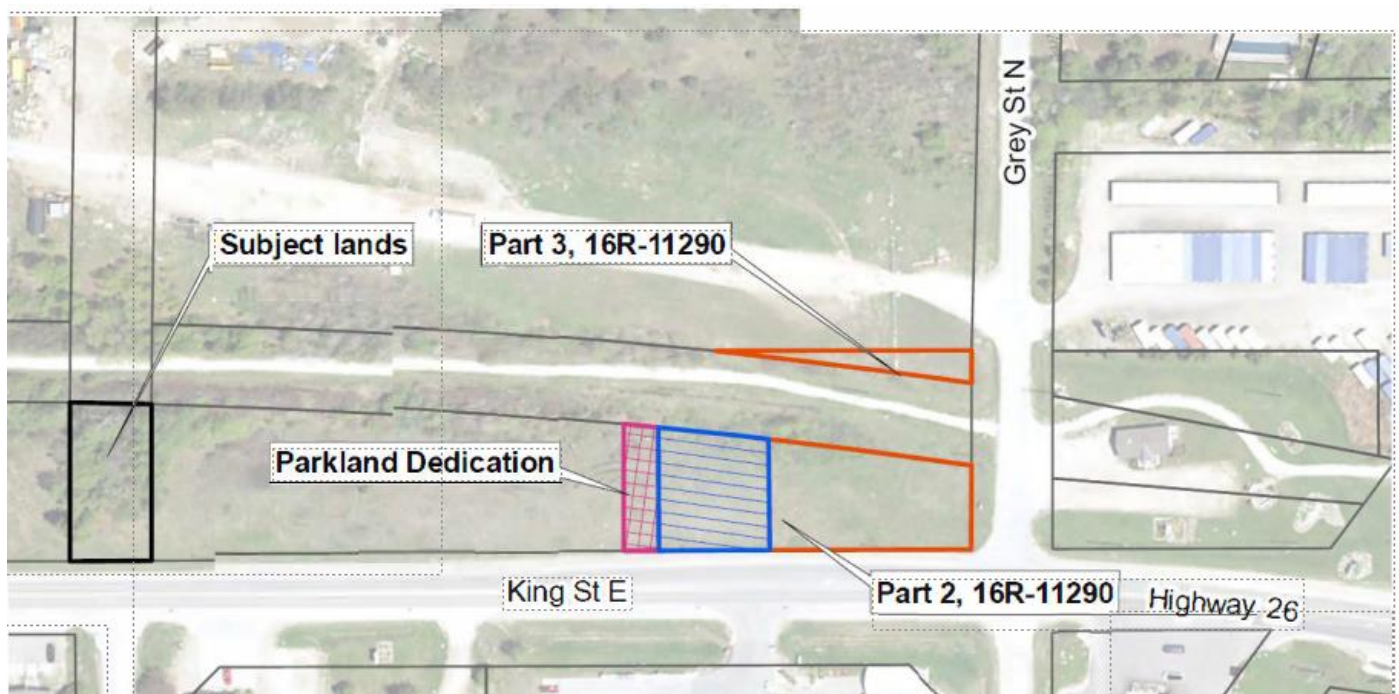 Grey St N
Subject lands
Part 3, 16R-11290
Parkland Dedication
King St E
Part 2, 16R-11290
Highway 26